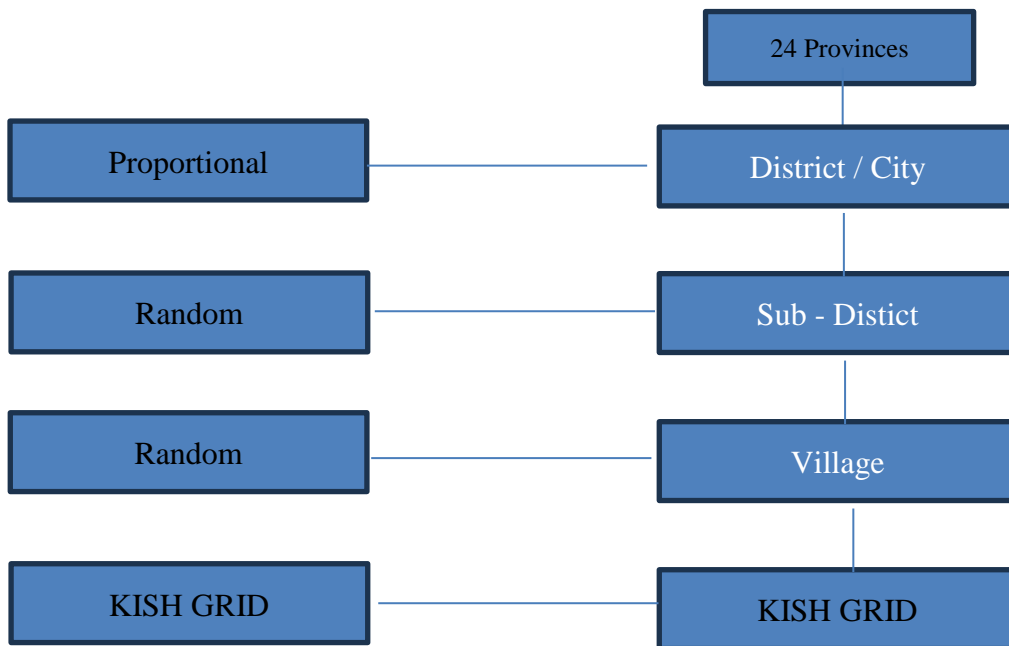 24 Provinces
Proportional
District / City
Random
Sub - Distict
Random
Village
KISH GRID
KISH GRID